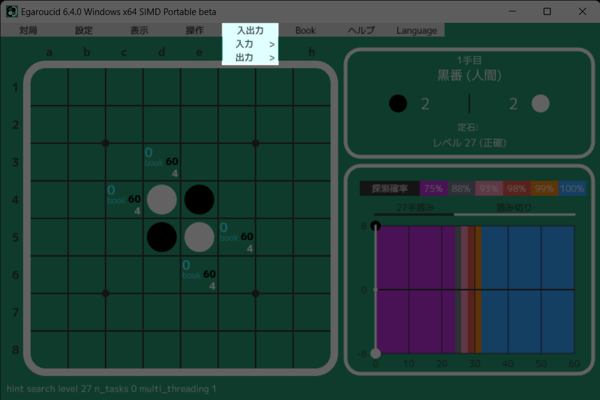 Egaroucid 6.4.0 Windows x64 SIMD Portable beta
対局 設定 表示 操作 入出力 Book ヘルプ Language
入力 >
出力 >
a b c d e h
1
2
3
4
5
6
7
8
0
book 60
4
0
book 60
4
0
book 60
4
0
book 60
4
1手目
黒番 (人間)
2 2
定石:
レベル 27 (正確)
探索確率 75% 88% 93% 98% 99% 100%
27手読み 読み切り
8
0
-8
0 10 20 30 40 50 60
hint search level 27 n_tasks 0 multi_threading 1